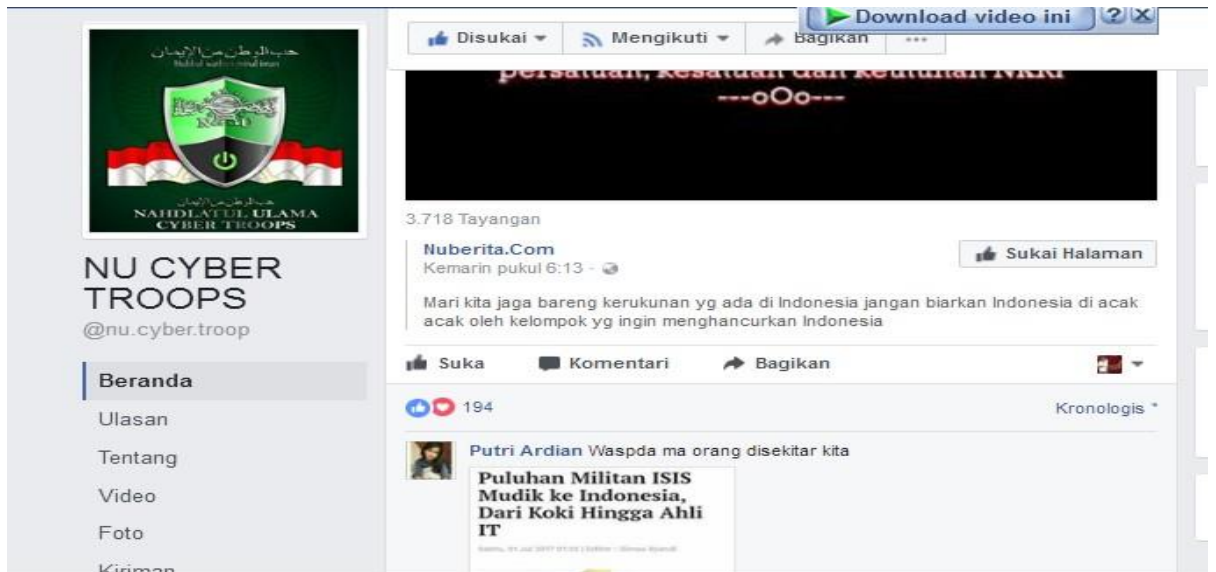 Download video ini
Disukai
Mengikuti
Bagikan
حب الوطن من الإيمان
persatuan, kesatuan dan keutuhan NKRI
---oOo---
NAHDLATUL ULAMA
CYBER TROOPS
3.718 Tayangan
Nuberita.Com
Kemarin pukul 6:13
Sukai Halaman
Mari kita jaga bareng kerukunan yg ada di Indonesia jangan biarkan Indonesia di acak
acak oleh kelompok yg ingin menghancurkan Indonesia
NU CYBER
TROOPS
@nu.cyber.troop
Suka
Komentari
Bagikan
194
Kronologis
Beranda
Ulasan
Tentang
Video
Foto
Kiriman
Putri Ardian Waspda ma orang disekitar kita
Puluhan Militan ISIS
Mudik ke Indonesia,
Dari Koki Hingga Ahli
IT